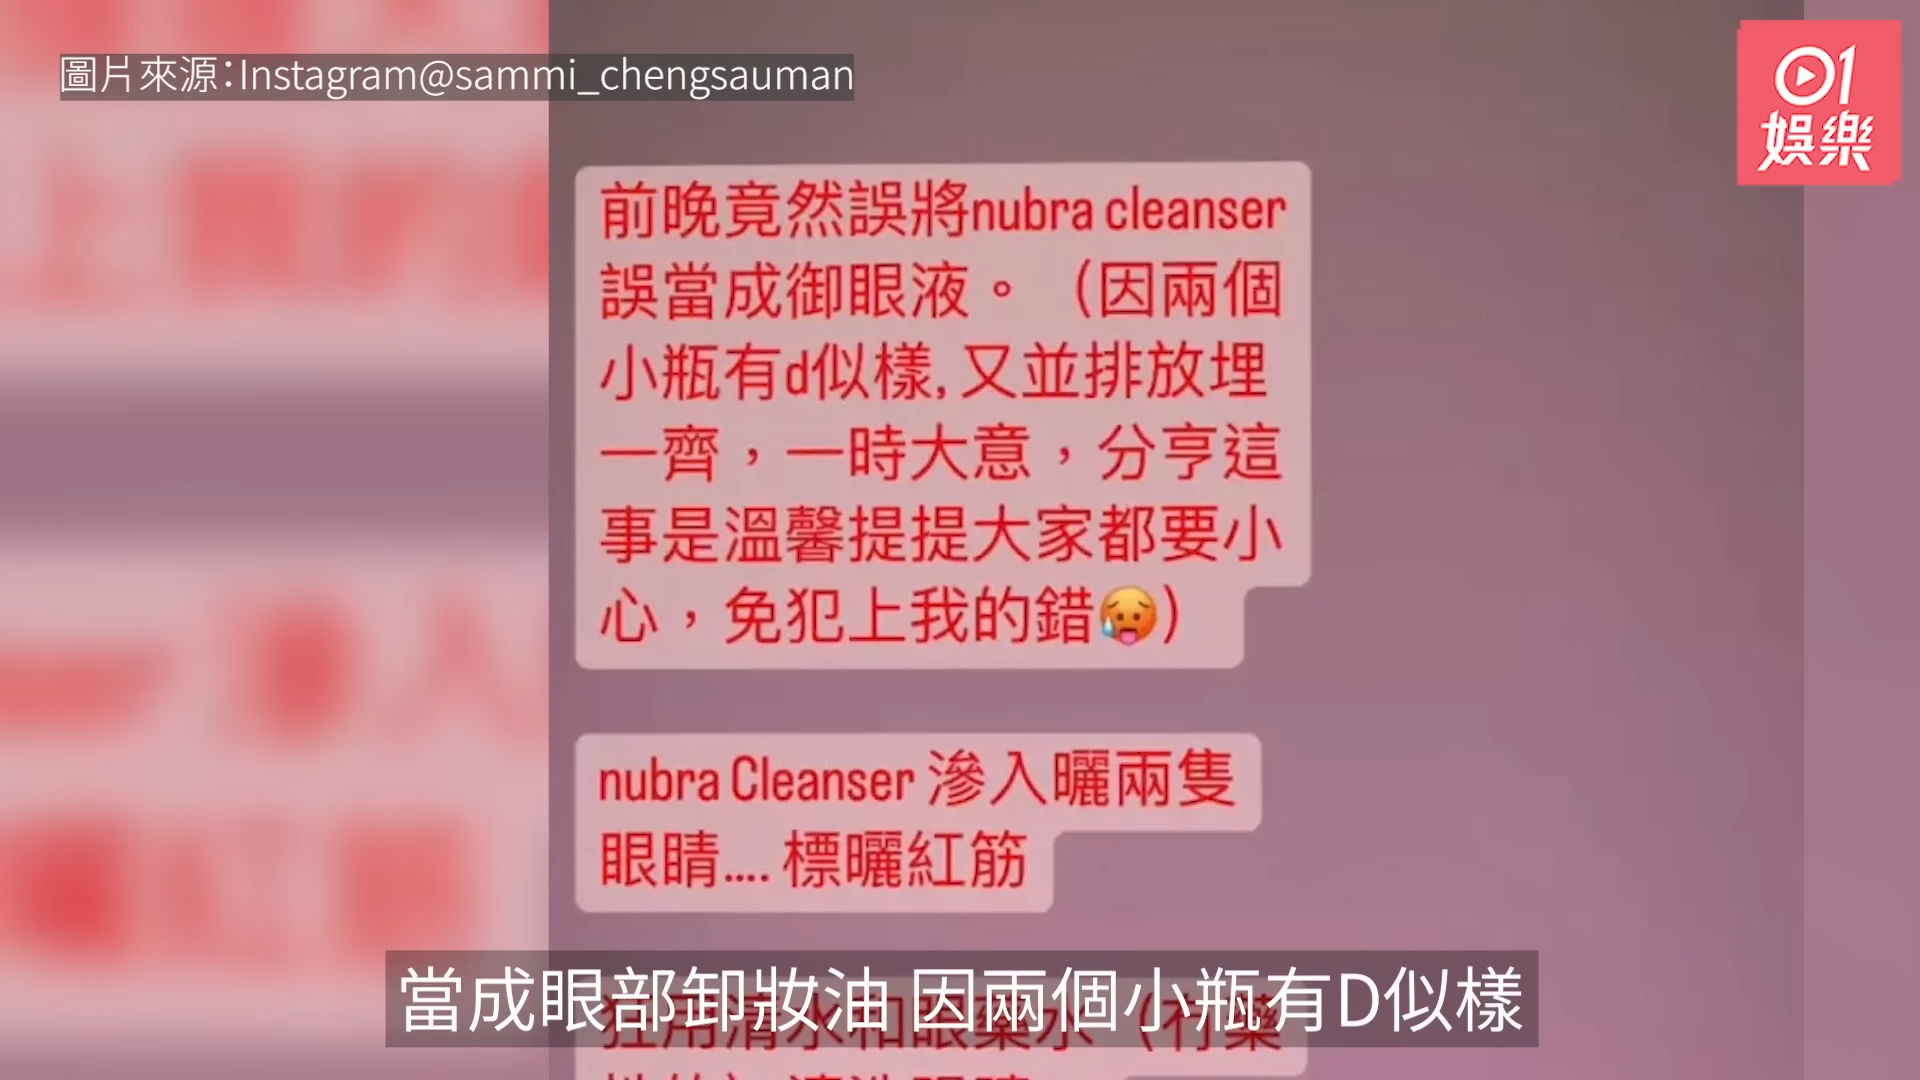 圖片來源：Instagram@sammi_chengsauman
01
娛樂
前晚竟然誤將nubra cleanser
誤當成御眼液。（因兩個
小瓶有d似樣, 又並排放埋
一齊，一時大意，分亨這
事是溫馨提提大家都要小
心，免犯上我的錯🥵）
nubra Cleanser 滲入曬兩隻
眼睛.... 標曬紅筋
當成眼部卸妝油 因兩個小瓶有D似樣